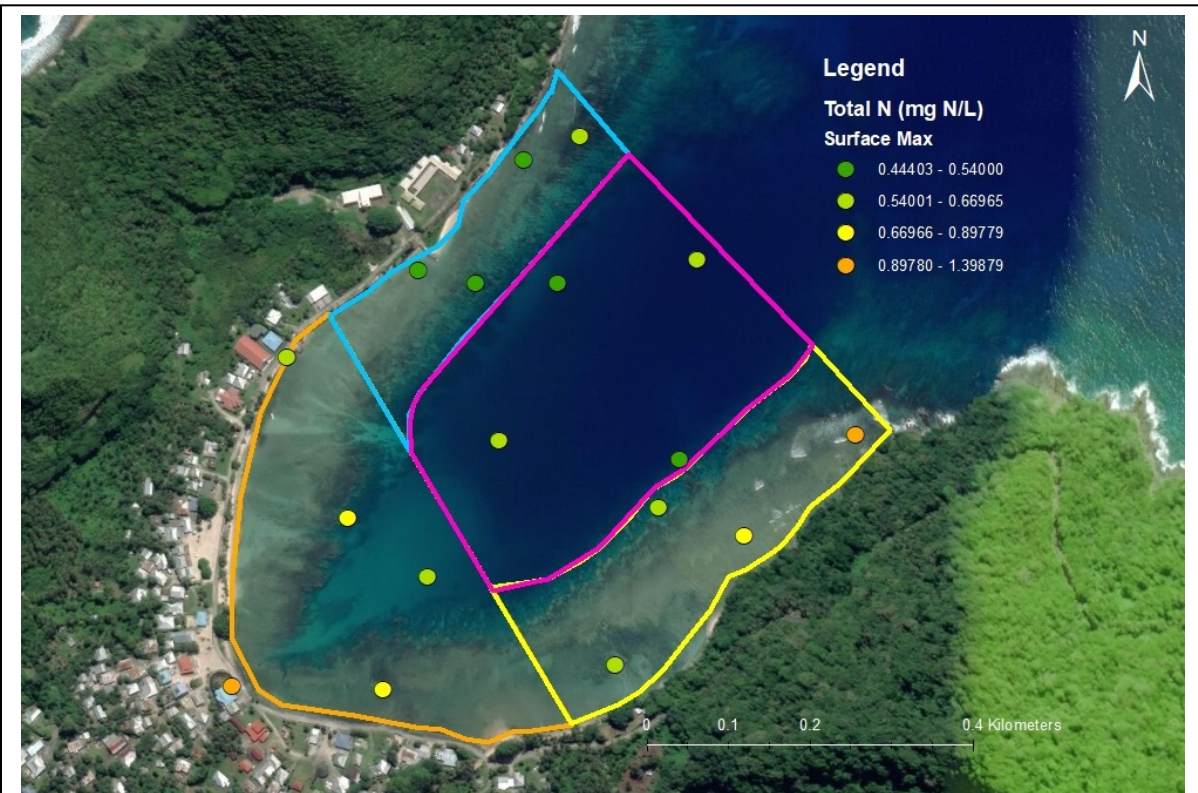 N
Legend
Total N (mg N/L)
Surface Max
0.44403 - 0.54000
0.54001 - 0.66965
0.66966 - 0.89779
0.89780 - 1.39879
0 0.1 0.2 0.4 Kilometers